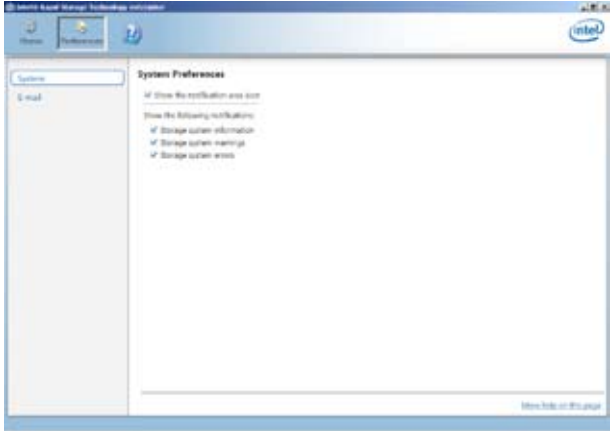 Intel® Rapid Storage Technology enterprise
Home
Preferences
intel
System
E-mail
System Preferences
Show the notification area icon
Show the following notifications:
Storage system information
Storage system warnings
Storage system errors
More help on this page